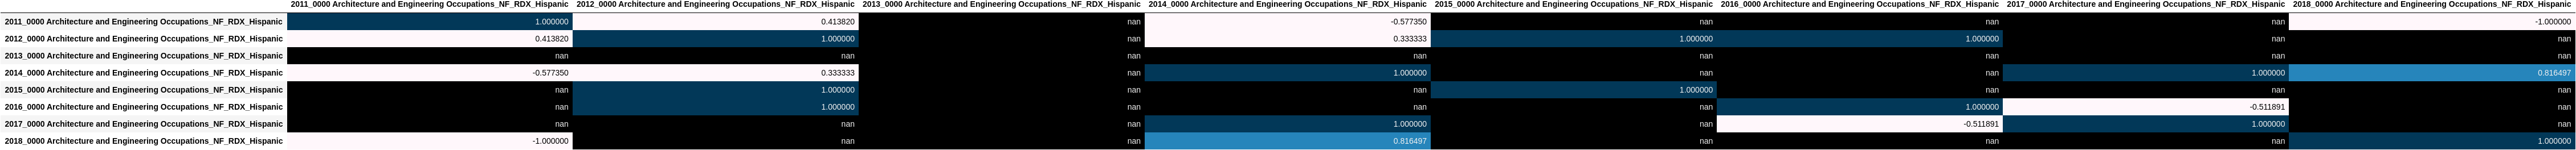 2011_0000 Architecture and Engineering Occupations_NF_RDX_Hispanic 2012_0000 Architecture and Engineering Occupations_NF_RDX_Hispanic 2013_0000 Architecture and Engineering Occupations_NF_RDX_Hispanic 2014_0000 Architecture and Engineering Occupations_NF_RDX_Hispanic 2015_0000 Architecture and Engineering Occupations_NF_RDX_Hispanic 2016_0000 Architecture and Engineering Occupations_NF_RDX_Hispanic 2017_0000 Architecture and Engineering Occupations_NF_RDX_Hispanic 2018_0000 Architecture and Engineering Occupations_NF_RDX_Hispanic
2011_0000 Architecture and Engineering Occupations_NF_RDX_Hispanic 1.000000 0.413820 nan -0.577350 nan nan nan -1.000000
2012_0000 Architecture and Engineering Occupations_NF_RDX_Hispanic 0.413820 1.000000 nan 0.333333 1.000000 1.000000 nan nan
2013_0000 Architecture and Engineering Occupations_NF_RDX_Hispanic nan nan nan nan nan nan nan nan
2014_0000 Architecture and Engineering Occupations_NF_RDX_Hispanic -0.577350 0.333333 nan 1.000000 nan nan 1.000000 0.816497
2015_0000 Architecture and Engineering Occupations_NF_RDX_Hispanic nan 1.000000 nan nan 1.000000 nan nan nan
2016_0000 Architecture and Engineering Occupations_NF_RDX_Hispanic nan 1.000000 nan nan nan 1.000000 -0.511891 nan
2017_0000 Architecture and Engineering Occupations_NF_RDX_Hispanic nan nan nan 1.000000 nan -0.511891 1.000000 nan
2018_0000 Architecture and Engineering Occupations_NF_RDX_Hispanic -1.000000 nan nan 0.816497 nan nan nan 1.000000